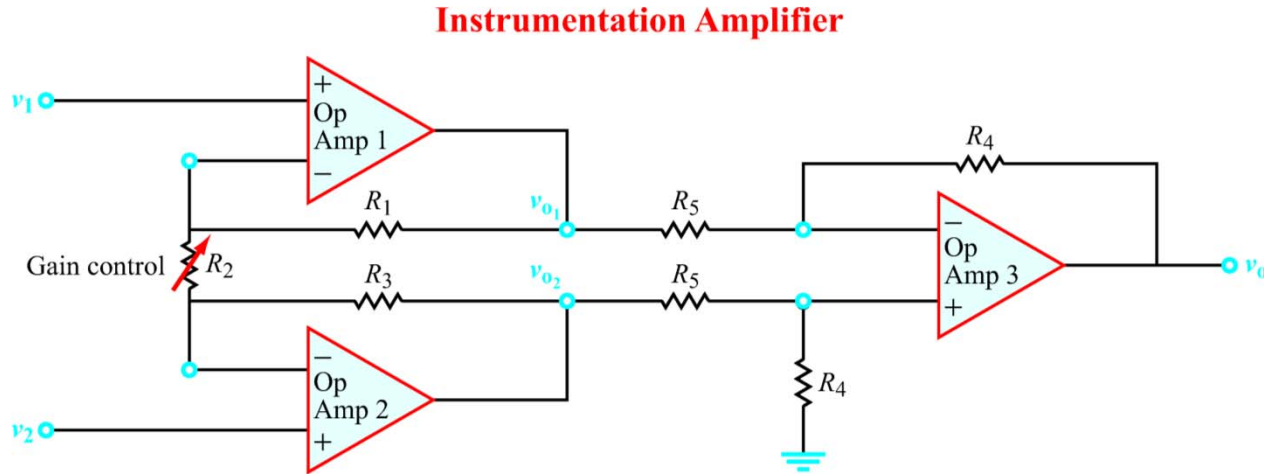 Instrumentation Amplifier
v1
+
Op
Amp 1
−
R1
vo1
R5
R4
Gain control
R2
−
Op
Amp 3
+
vo
R3
vo2
R5
R4
−
Op
Amp 2
+
v2